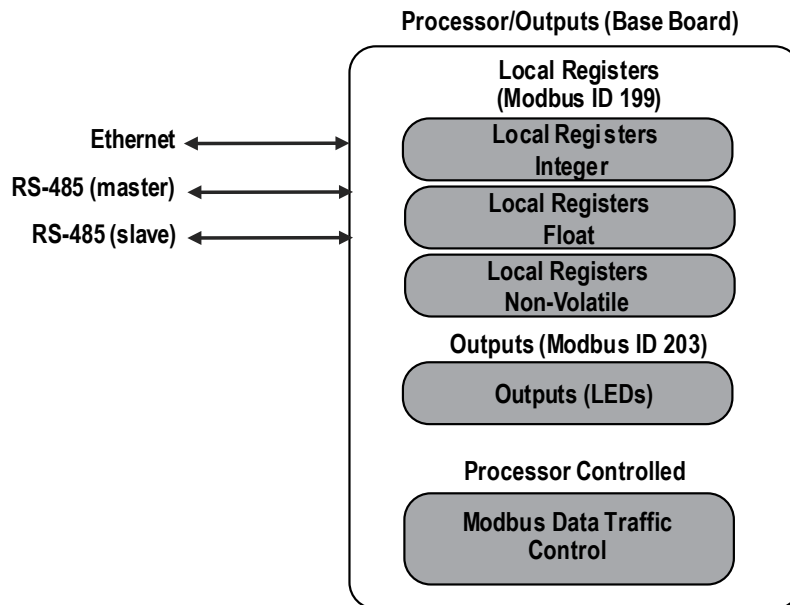 Processor/Outputs (Base Board)
Local Registers
(Modbus ID 199)
Local Registers
Integer
Ethernet
RS-485 (master)
Local Registers
Float
RS-485 (slave)
Local Registers
Non-Volatile
Outputs (Modbus ID 203)
Outputs (LEDs)
Processor Controlled
Modbus Data Traffic
Control